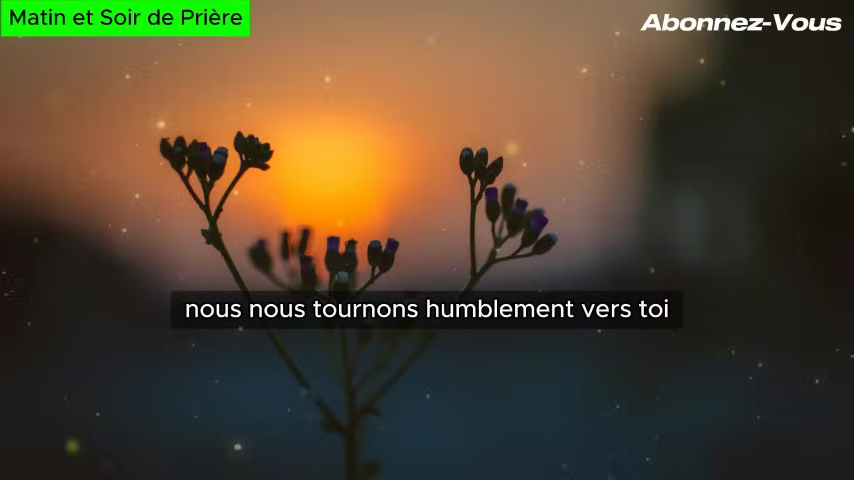 Matin et Soir de Prière
Abonnez-Vous
nous nous tournons humblement vers toi